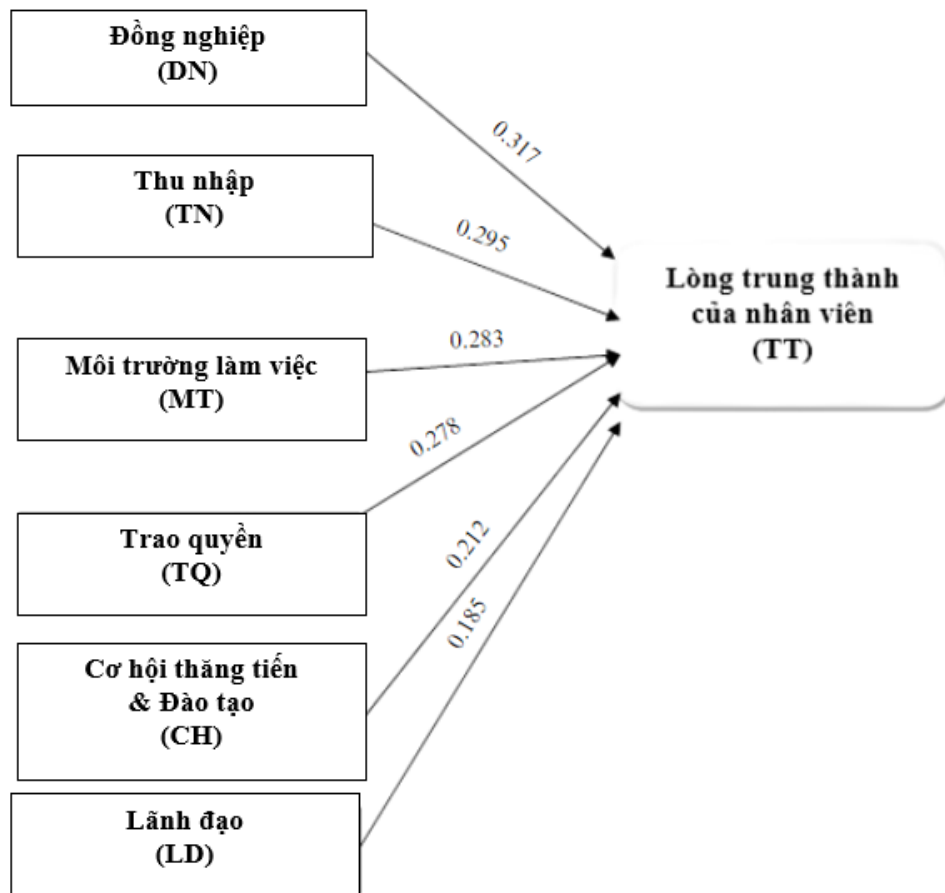 Đồng nghiệp
(DN)
0.317
Thu nhập
(TN)
0.295
Lòng trung thành
của nhân viên
(TT)
Môi trường làm việc
(MT)
0.283
0.278
Trao quyền
(TQ)
0.212
Cơ hội thăng tiến
& Đào tạo
(CH)
0.185
Lãnh đạo
(LD)